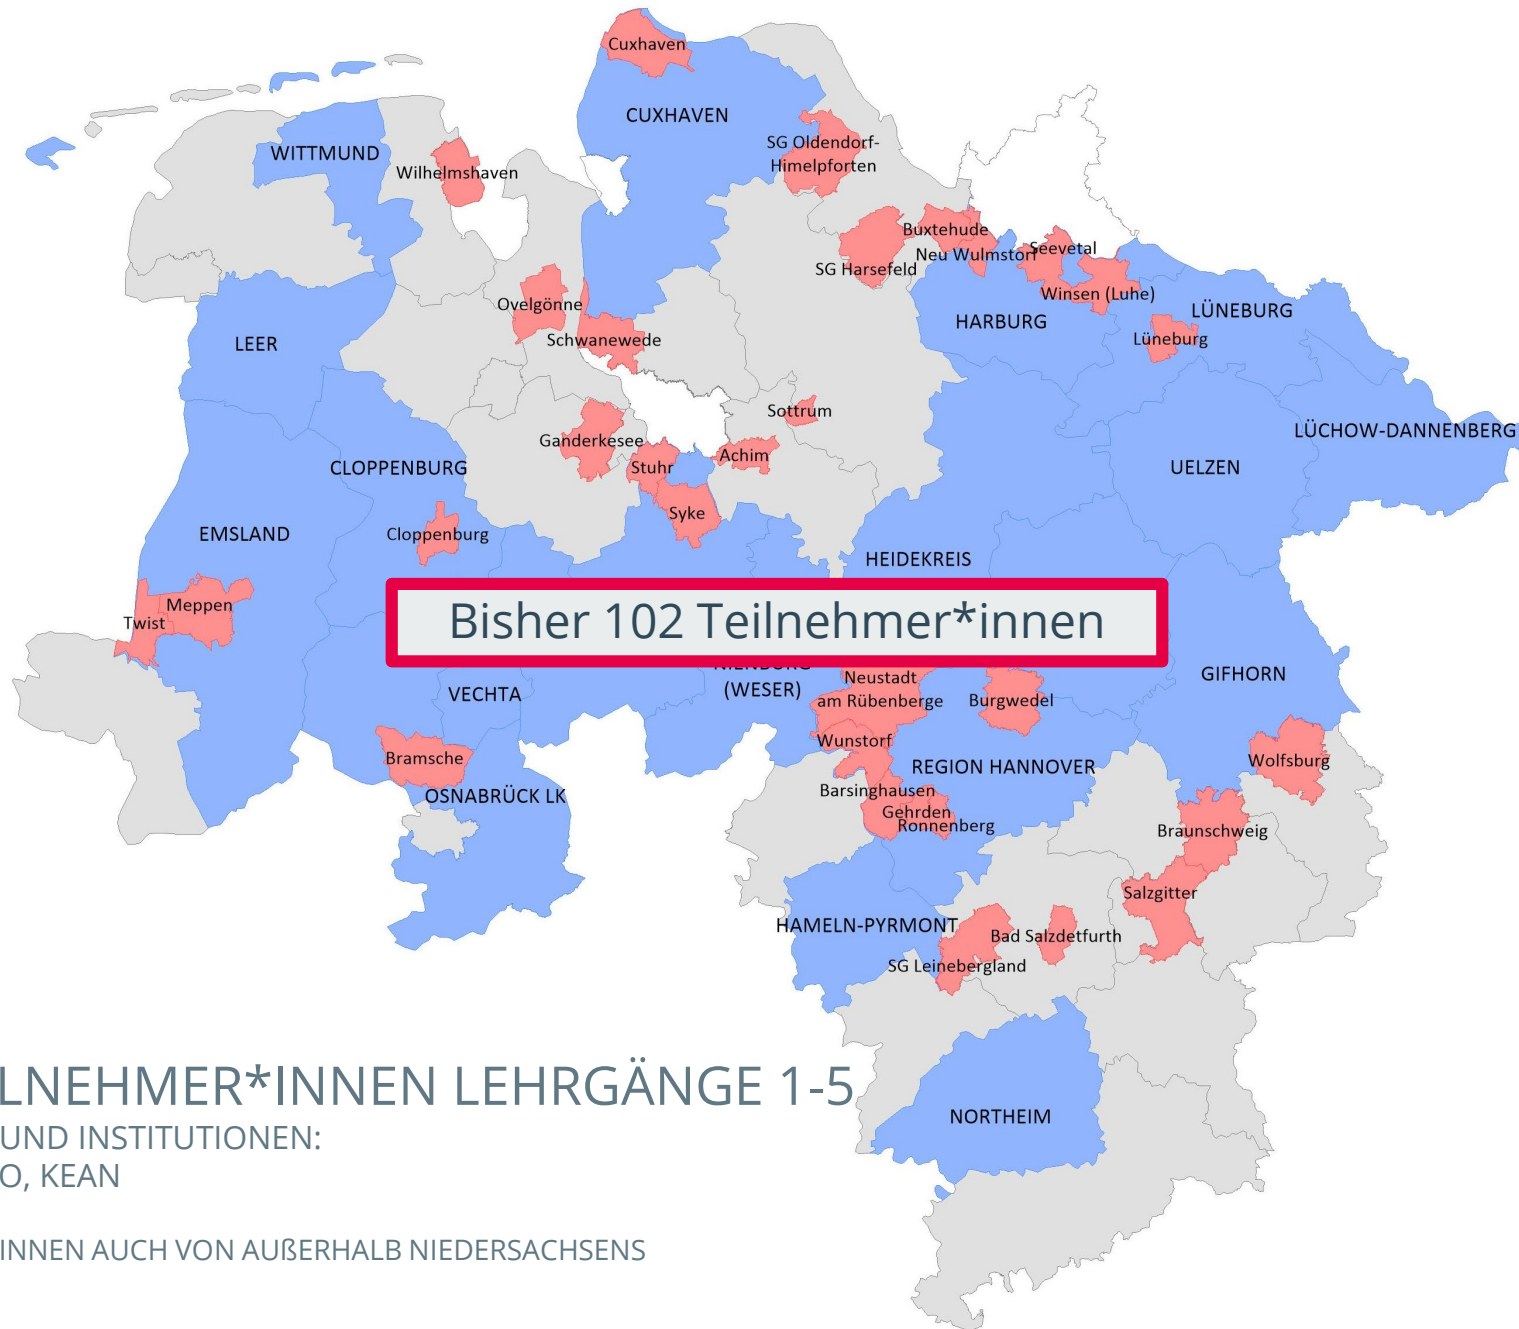 Cuxhaven
CUXHAVEN
SG Oldendorf-
Himelpforten
WITTMUND
Wilhelmshaven
Buxtehude
Neu Wulmstorf
Seevetal
SG Harsefeld
Winsen (Luhe)
Ovelgönne
LÜNEBURG
HARBURG
Schwanewede
Lüneburg
LEER
Sottrum
LÜCHOW-DANNENBERG
Ganderkesee
Achim
CLOPPENBURG
Stuhr
UELZEN
Syke
EMSLAND
Cloppenburg
HEIDEKREIS
Meppen
Twist
Bisher 102 Teilnehmer*innen
NIENBURG
(WESER)
Neustadt
am Rübenberge
GIFHORN
VECHTA
Burgwedel
Wunstorf
Bramsche
REGION HANNOVER
Wolfsburg
Barsinghausen
OSNABRÜCK LK
Gehrden
Ronnenberg
Braunschweig
Salzgitter
HAMELN-PYRMONT
Bad Salzdetfurth
SG Leinebergland
LNEHMER*INNEN LEHRGÄNGE 1-5
UND INSTITUTIONEN:
O, KEAN
NORTHEIM
INNEN AUCH VON AUßERHALB NIEDERSACHSENS